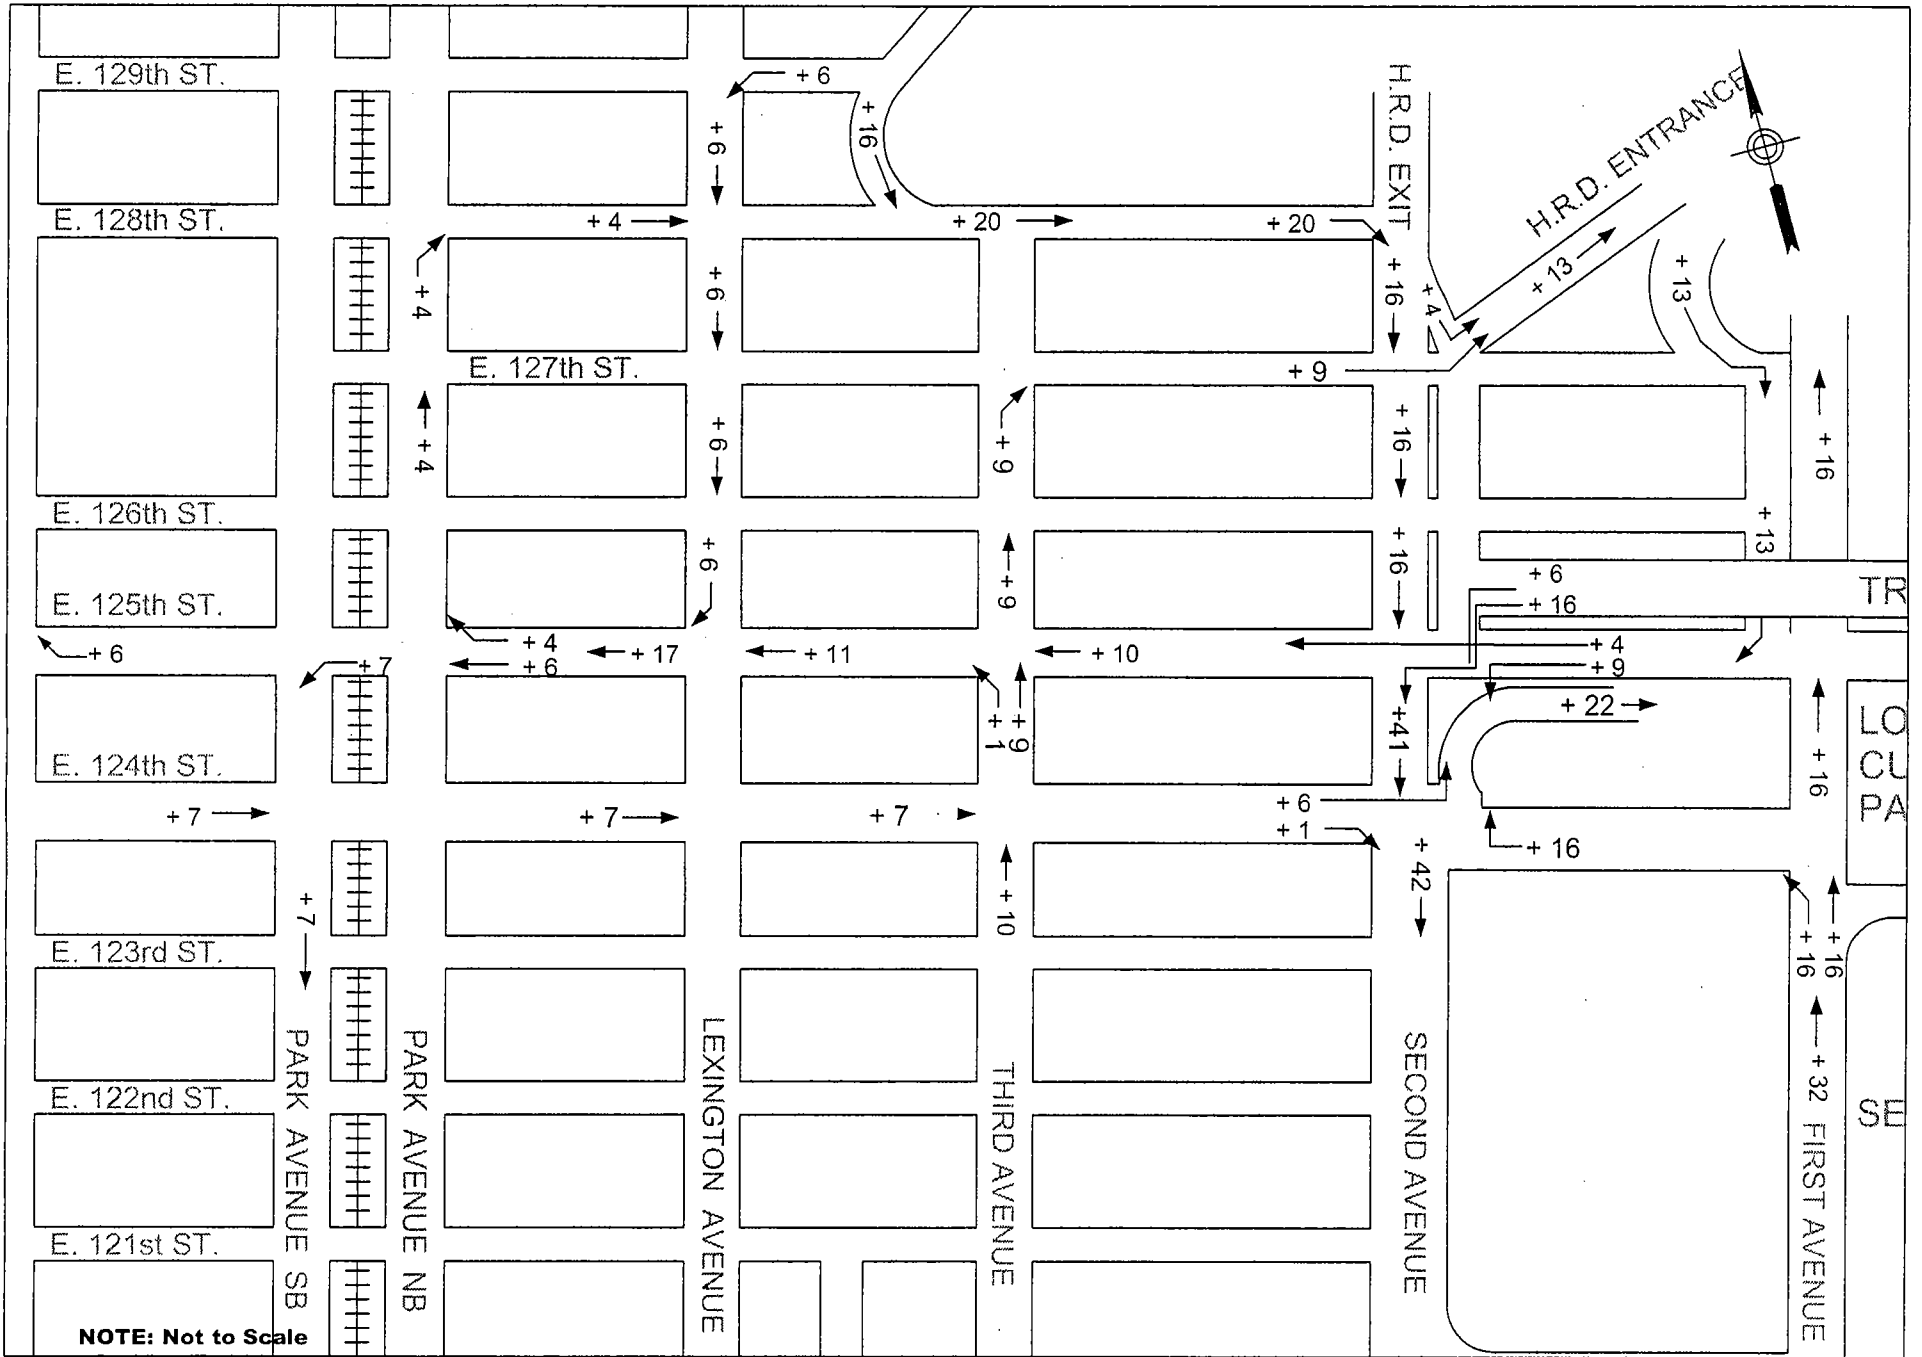 E. 129th ST.
+ 6
+ 16
+ 6
H.R.D. EXIT
H.R.D. ENTRANCE
E. 128th ST.
+ 4
+ 20
+ 20
+ 4
+ 6
+ 16
+ 4
+ 13
+ 13
E. 127th ST.
+ 9
+ 4
+ 6
+ 9
+ 16
+ 16
E. 126th ST.
+ 6
+ 9
+ 16
+ 13
+ 6
+ 16
TR
E. 125th ST.
+ 6
+ 7
+ 4
+ 6
+ 17
+ 11
+ 10
+ 4
+ 9
+ 1
+ 9
+41
+ 22
+ 16
LO
CU
PA
E. 124th ST.
+ 7
+ 7
+ 7
+ 6
+ 1
+ 16
+ 7
+ 10
+ 42
+ 16
+ 16
E. 123rd ST.
+ 32
E. 122nd ST.
SE
E. 121st ST.
PARK AVENUE SB
PARK AVENUE NB
LEXINGTON AVENUE
THIRD AVENUE
SECOND AVENUE
FIRST AVENUE
NOTE: Not to Scale